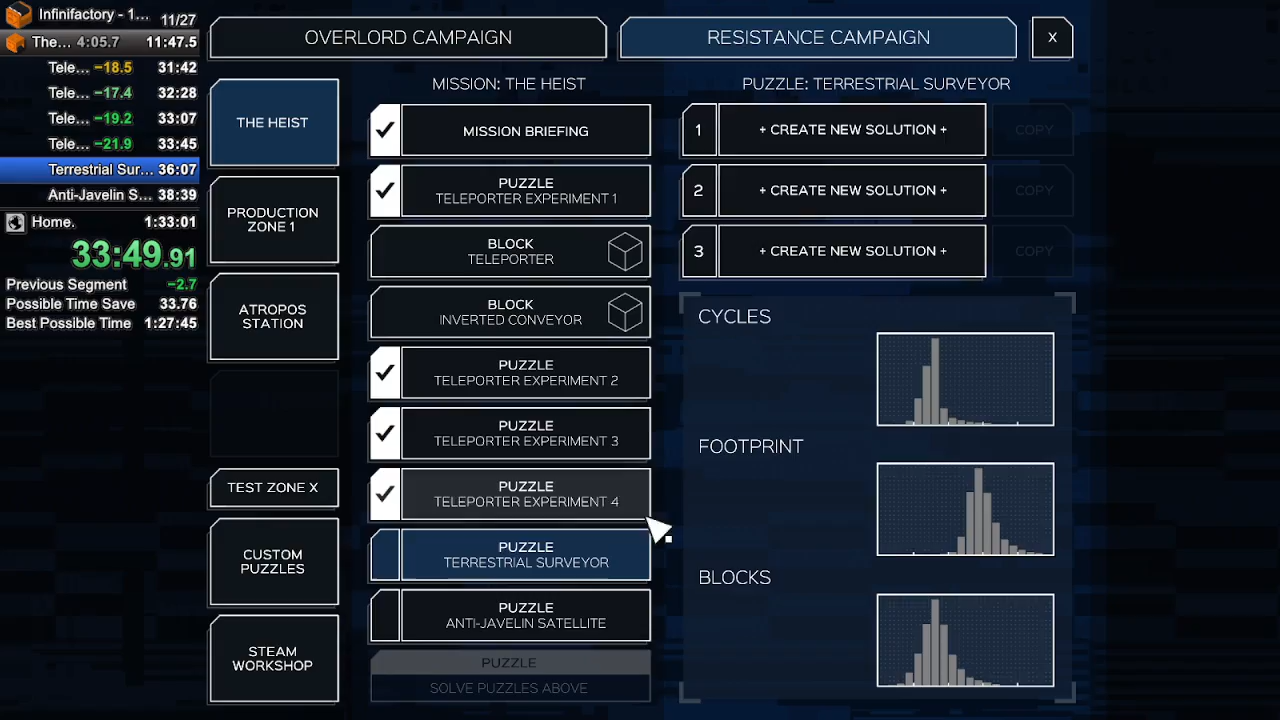 Infinifactory - 1...
11/27
The... 4:05.7 11:47.5
Tele... -18.5 31:42
Tele... -17.4 32:28
Tele... -19.2 33:07
Tele... -21.9 33:45
Terrestrial Sur... 36:07
Anti-Javelin S... 38:39
Home. 1:33:01
33:49.91
Previous Segment -2.7
Possible Time Save 33.76
Best Possible Time 1:27:45
OVERLORD CAMPAIGN
RESISTANCE CAMPAIGN
X
THE HEIST
PRODUCTION
ZONE 1
ATROPOS
STATION
TEST ZONE X
CUSTOM
PUZZLES
STEAM
WORKSHOP
MISSION: THE HEIST
MISSION BRIEFING
PUZZLE
TELEPORTER EXPERIMENT 1
BLOCK
TELEPORTER
BLOCK
INVERTED CONVEYOR
PUZZLE
TELEPORTER EXPERIMENT 2
PUZZLE
TELEPORTER EXPERIMENT 3
PUZZLE
TELEPORTER EXPERIMENT 4
PUZZLE
TERRESTRIAL SURVEYOR
PUZZLE
ANTI-JAVELIN SATELLITE
PUZZLE
SOLVE PUZZLES ABOVE
PUZZLE: TERRESTRIAL SURVEYOR
1 + CREATE NEW SOLUTION + COPY
2 + CREATE NEW SOLUTION + COPY
3 + CREATE NEW SOLUTION + COPY
CYCLES
FOOTPRINT
BLOCKS